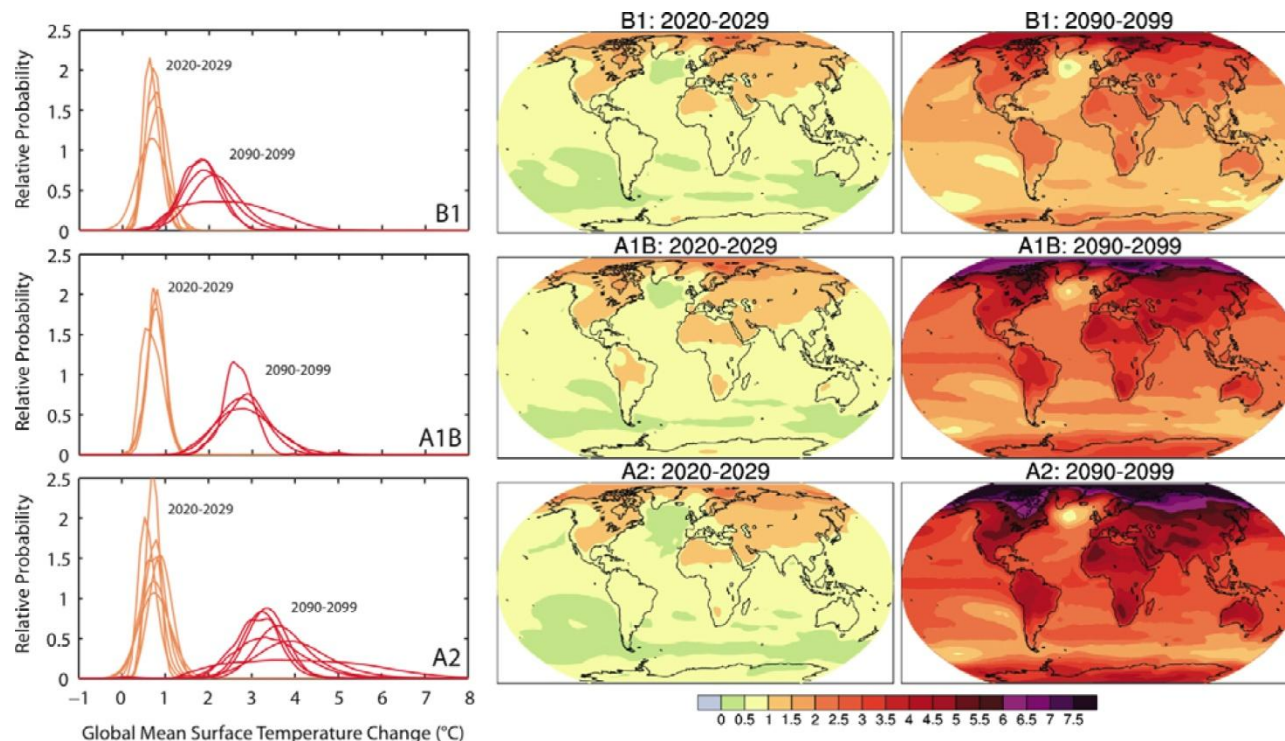 B1: 2020-2029
B1: 2090-2099
2.5
2
1.5
1
0.5
0
Relative Probability
2020-2029
2090-2099
B1
A1B: 2020-2029
A1B: 2090-2099
2.5
2
1.5
1
0.5
0
Relative Probability
2020-2029
2090-2099
A1B
A2: 2020-2029
A2: 2090-2099
2.5
2
1.5
1
0.5
0
Relative Probability
2020-2029
2090-2099
A2
−1 0 1 2 3 4 5 6 7 8
Global Mean Surface Temperature Change (°C)
0 0.5 1 1.5 2 2.5 3 3.5 4 4.5 5 5.5 6 6.5 7 7.5